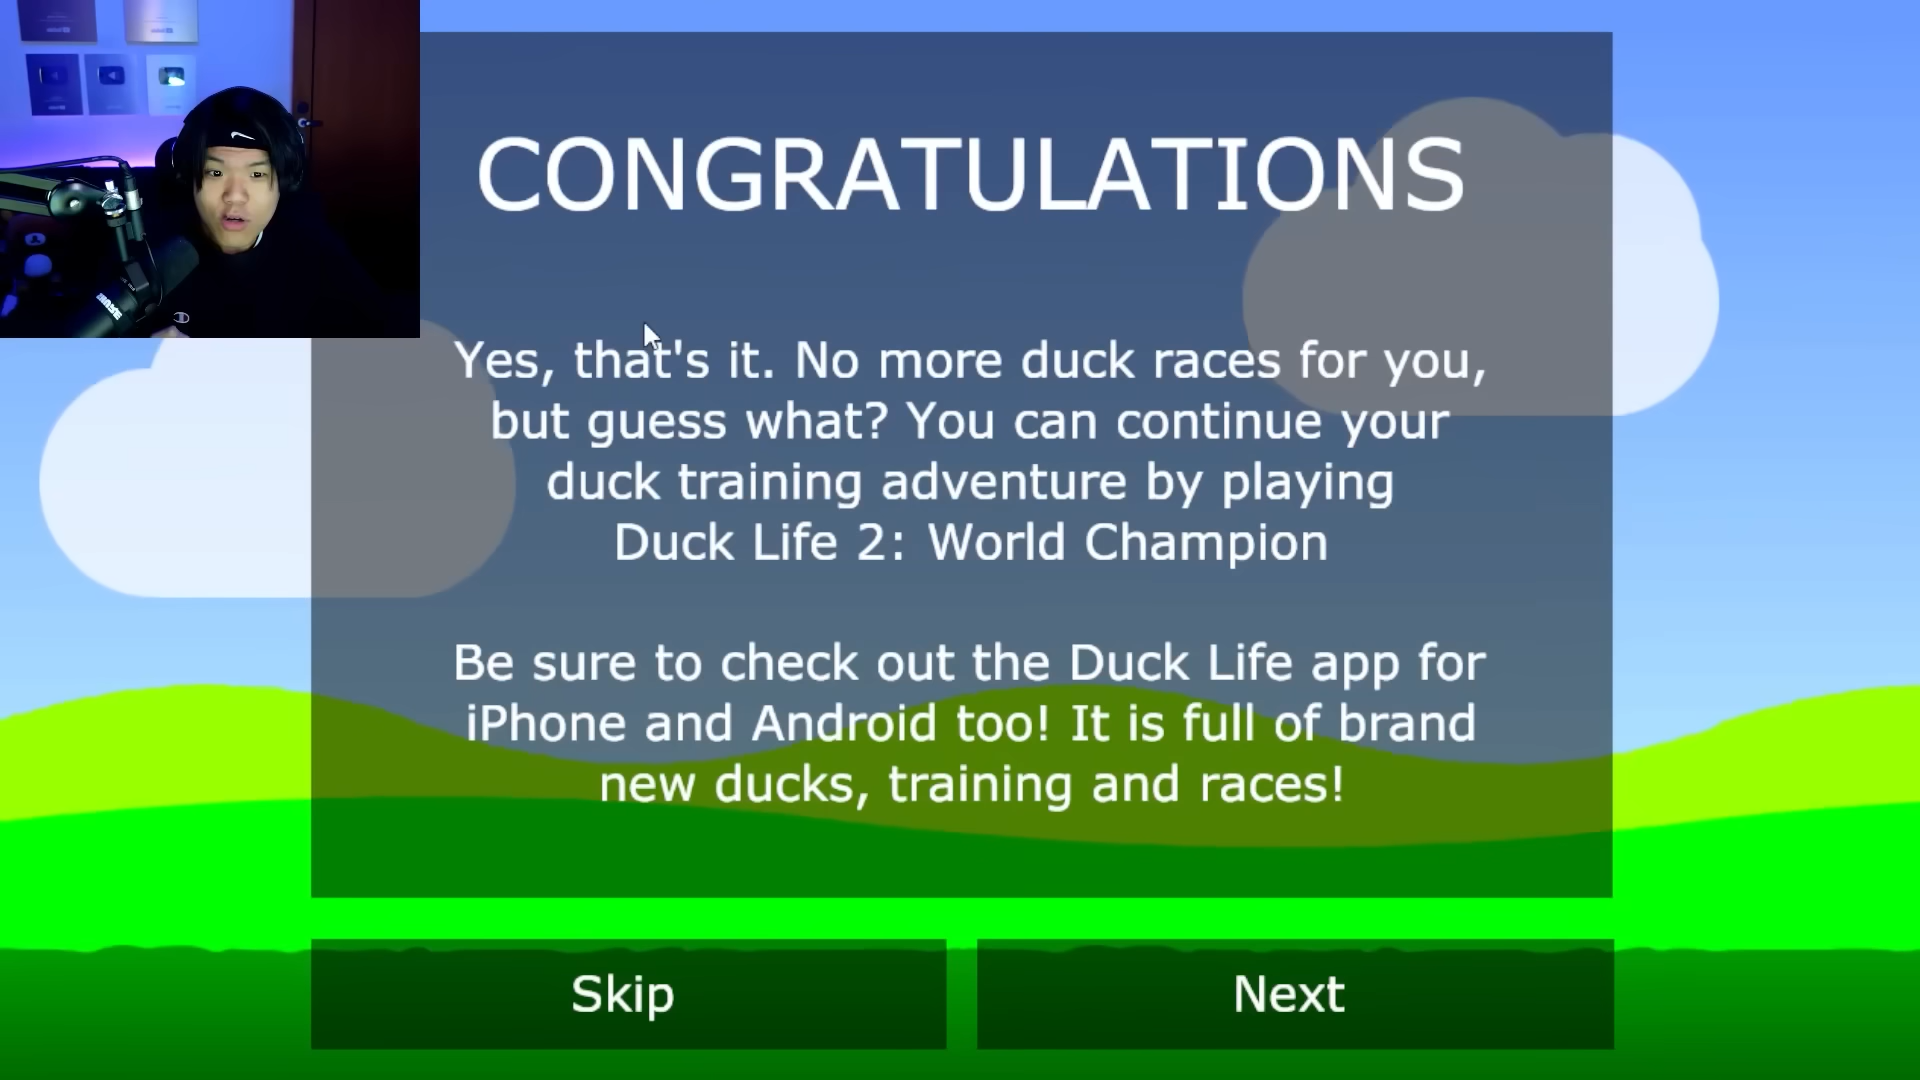 CONGRATULATIONS
Yes, that's it. No more duck races for you,
but guess what? You can continue your
duck training adventure by playing
Duck Life 2: World Champion
Be sure to check out the Duck Life app for
iPhone and Android too! It is full of brand
new ducks, training and races!
Skip
Next